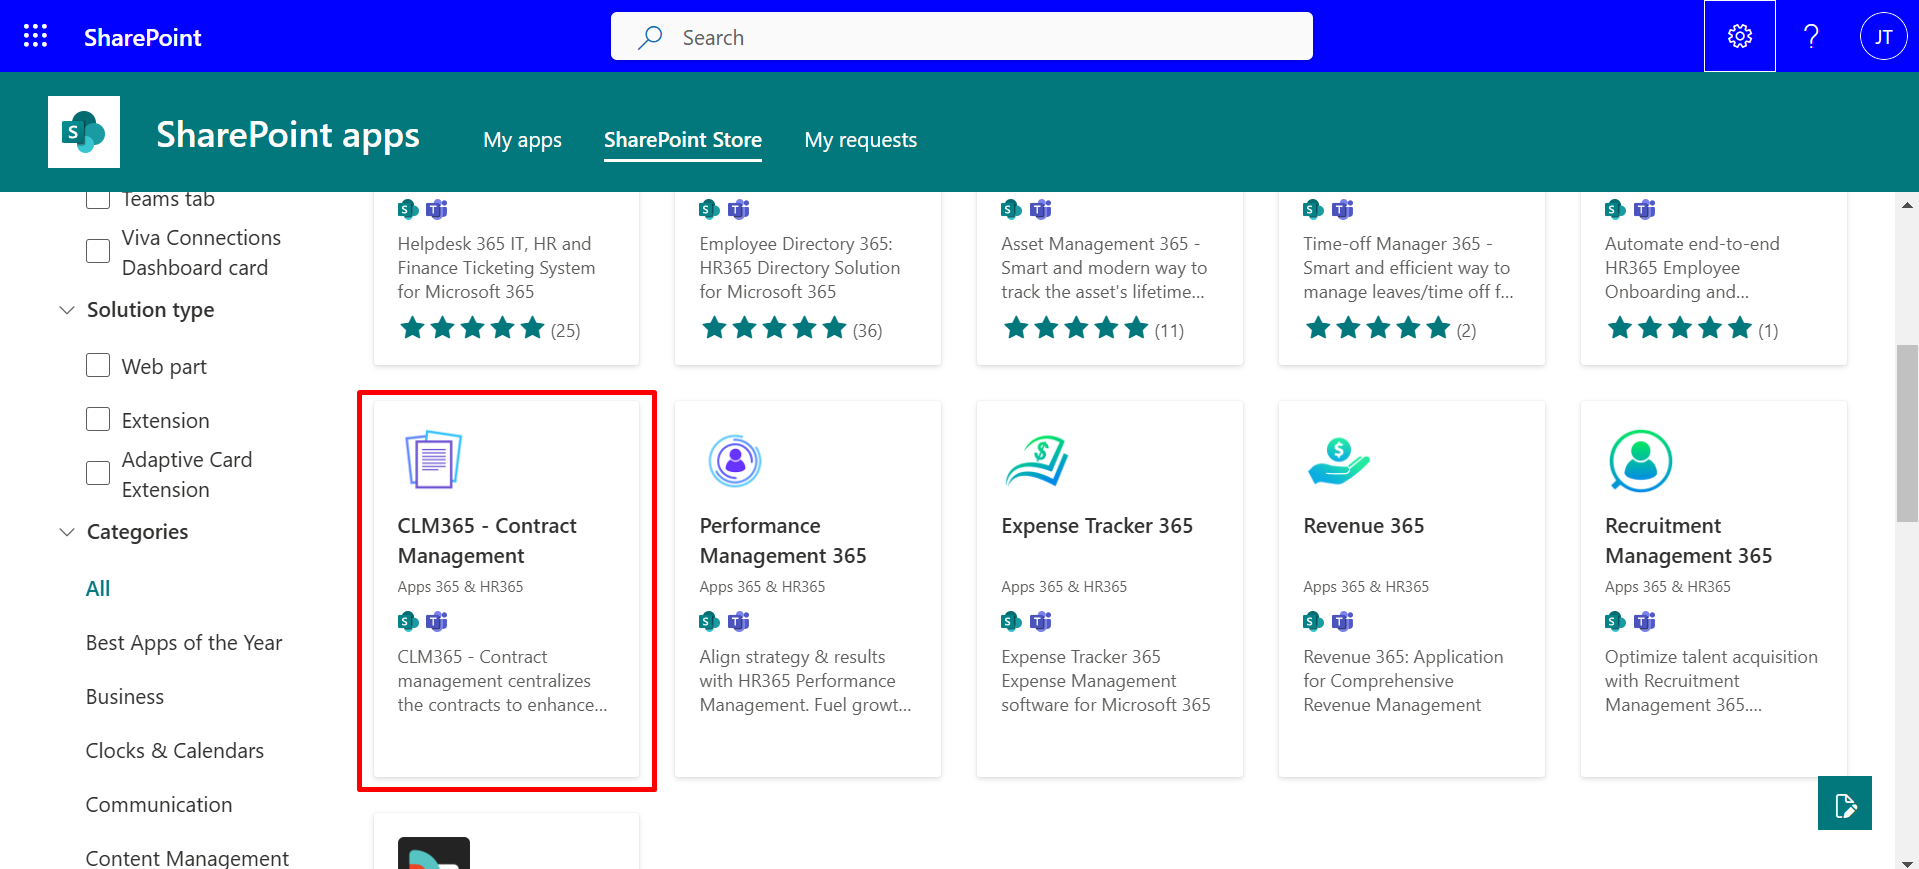 SharePoint
Search
JT
SharePoint apps
My apps
SharePoint Store
My requests
Teams tab
Viva Connections
Dashboard card
Solution type
Web part
Extension
Adaptive Card
Extension
Categories
All
Best Apps of the Year
Business
Clocks & Calendars
Communication
Content Management
Helpdesk 365 IT, HR and
Finance Ticketing System
for Microsoft 365
(25)
Employee Directory 365:
HR365 Directory Solution
for Microsoft 365
(36)
Asset Management 365 -
Smart and modern way to
track the asset's lifetime...
(11)
Time-off Manager 365 -
Smart and efficient way to
manage leaves/time off f...
(2)
Automate end-to-end
HR365 Employee
Onboarding and...
(1)
CLM365 - Contract
Management
Apps 365 & HR365
CLM365 - Contract
management centralizes
the contracts to enhance...
Performance
Management 365
Apps 365 & HR365
Align strategy & results
with HR365 Performance
Management. Fuel growt...
Expense Tracker 365
Apps 365 & HR365
Expense Tracker 365
Expense Management
software for Microsoft 365
Revenue 365
Apps 365 & HR365
Revenue 365: Application
for Comprehensive
Revenue Management
Recruitment
Management 365
Apps 365 & HR365
Optimize talent acquisition
with Recruitment
Management 365....